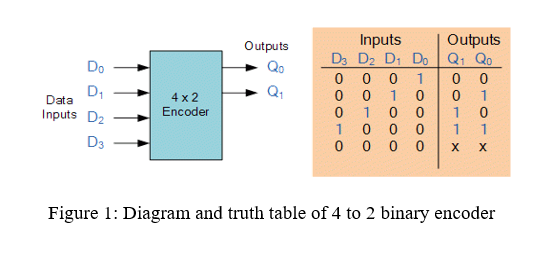 Outputs
D0 Q0
D1 Q1
Data
Inputs
D2
D3
4 x 2
Encoder
Inputs Outputs
D3 D2 D1 D0 Q1 Q0
0 0 0 1 0 0
0 0 1 0 0 1
0 1 0 0 1 0
1 0 0 0 1 1
0 0 0 0 x x
Figure 1: Diagram and truth table of 4 to 2 binary encoder